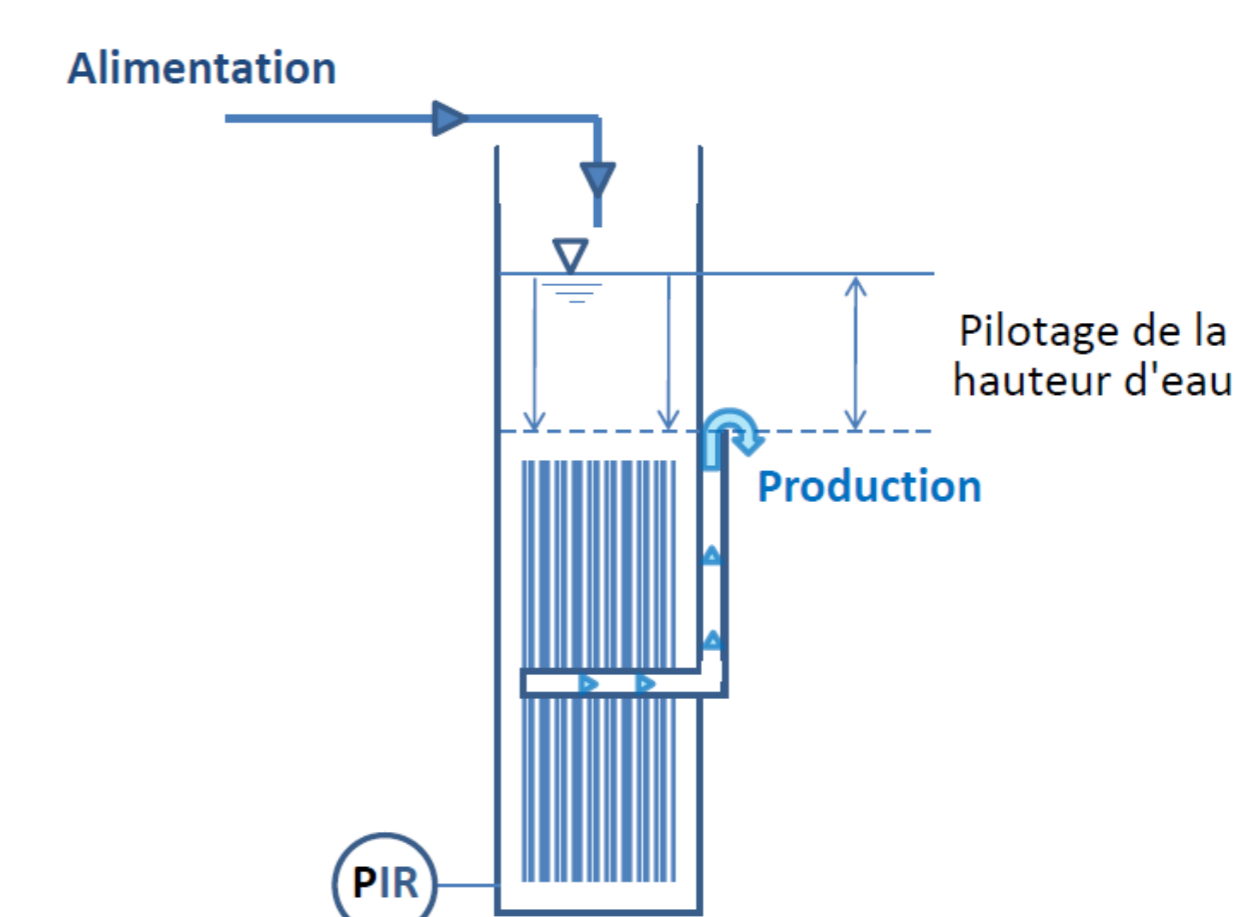 Alimentation
Pilotage de la
hauteur d'eau
Production
PIR